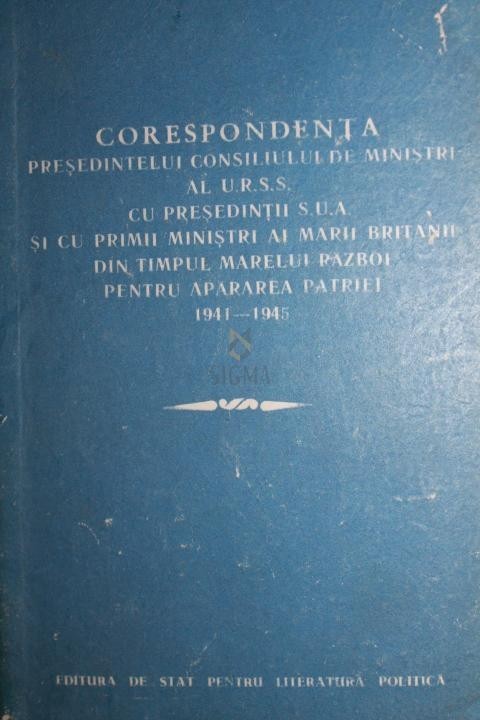 CORESPONDENȚA
PREȘEDINTELUI CONSILIULUI DE MINIȘTRI
AL U.R.S.S.
CU PREȘEDINȚII S.U.A.
ȘI CU PRIMII MINIȘTRI AI MARII BRITANII
DIN TIMPUL MARELUI RĂZBOI
PENTRU APĂRAREA PATRIEI
1941—1945
SIGMA
EDITURA DE STAT PENTRU LITERATURĂ POLITICĂ